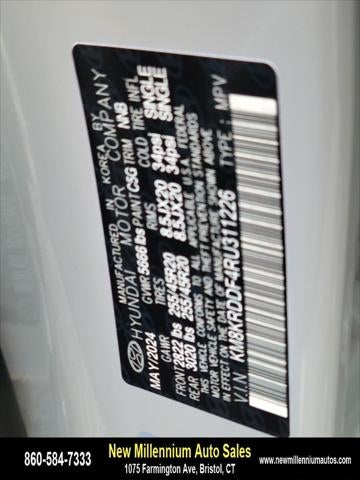 MANUFACTURED IN KOREA BY
HYUNDAI MOTOR COMPANY
MAY/2024 GVWR 5666 lbs PAINT C5G TRIM NNB
GAWR TIRES RIMS COLD TIRE INFL
FRONT 2822 lbs 255/45R20 8.5JX20 34psi SINGLE
REAR 3020 lbs 255/45R20 8.5JX20 34psi SINGLE
THIS VEHICLE CONFORMS TO ALL APPLICABLE U.S.A FEDERAL
MOTOR VEHICLE SAFETY AND THEFT PREVENTION STANDARDS
IN EFFECT ON THE DATE OF MANUFACTURE SHOWN ABOVE
V.I.N: KM8KRDDF4RU311226 TYPE : MPV
860-584-7333
New Millennium Auto Sales
1075 Farmington Ave, Bristol, CT
www.newmillenniumautos.com